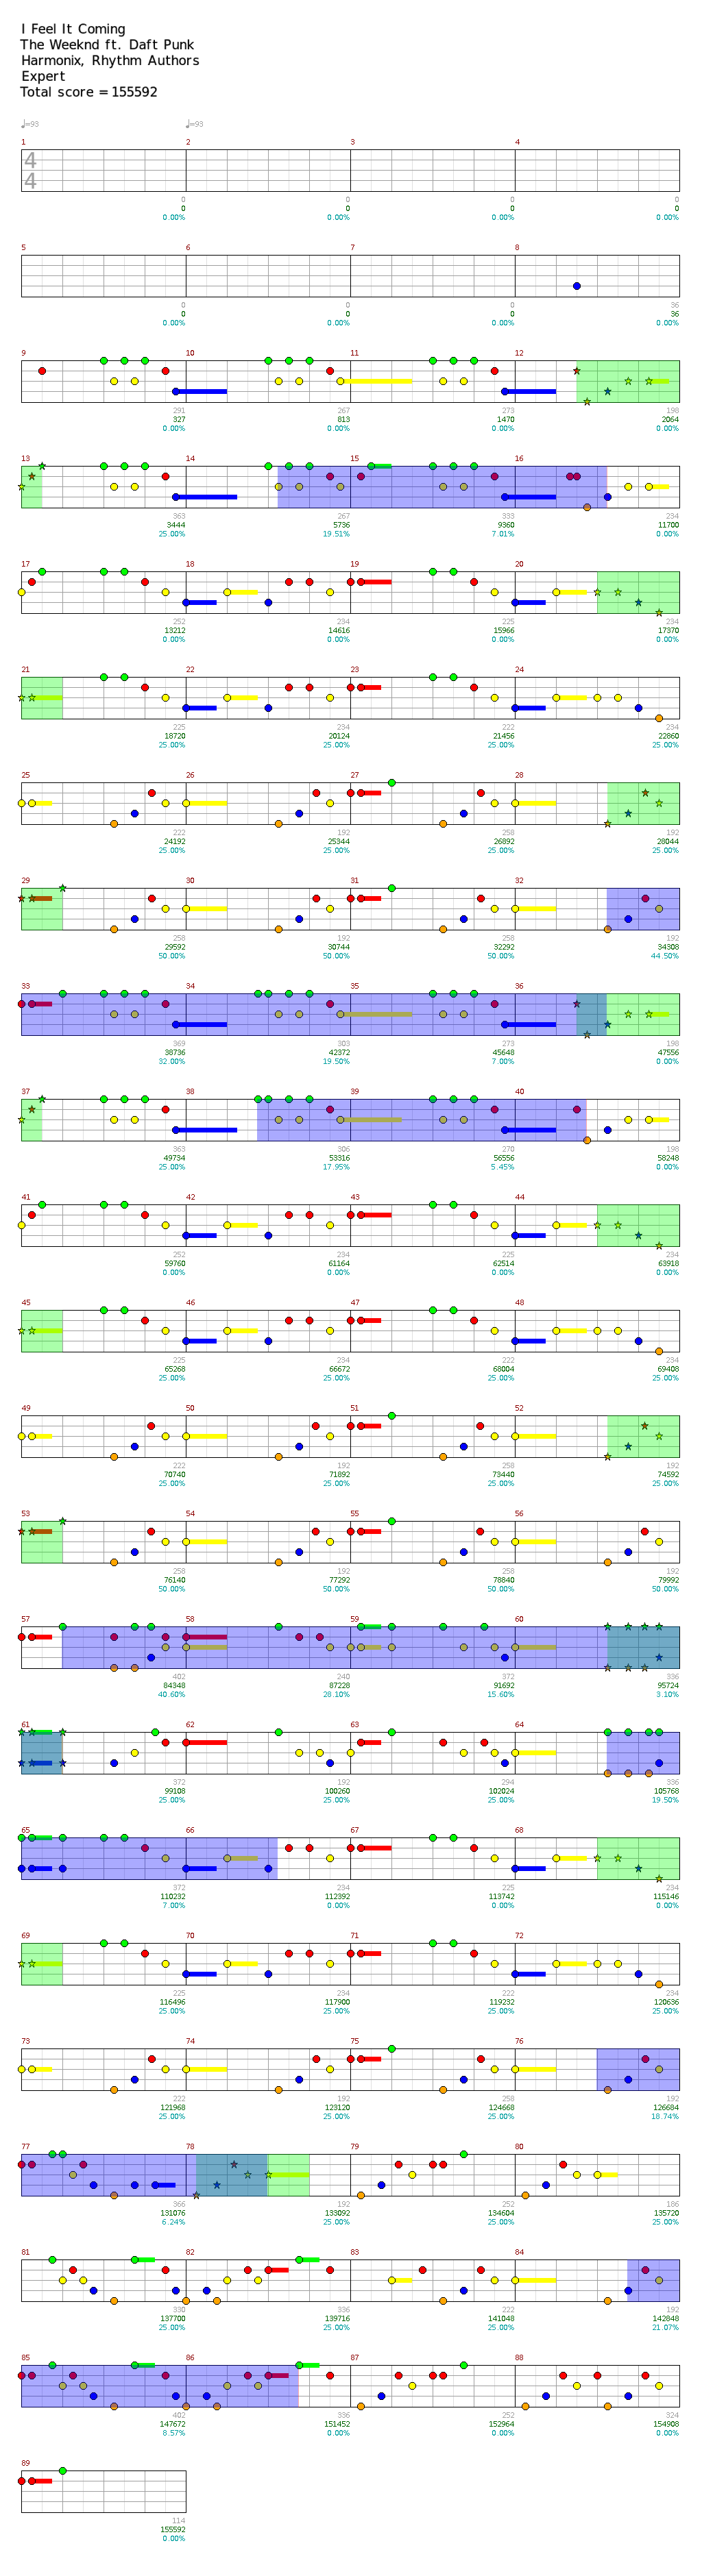 I Feel It Coming
The Weeknd ft. Daft Punk
Harmonix, Rhythm Authors
Expert
Total score = 155592
♩=93 ♩=93
1 2 3 4
4
4
0 0 0 0
0 0 0 0
0.00% 0.00% 0.00% 0.00%
5 6 7 8
0 0 0 36
0 0 0 36
0.00% 0.00% 0.00% 0.00%
9 10 11 12
291 267 273 198
327 813 1470 2064
0.00% 0.00% 0.00% 0.00%
13 14 15 16
363 267 333 234
3444 5736 9360 11700
25.00% 19.51% 7.01% 0.00%
17 18 19 20
252 234 225 234
13212 14616 15966 17370
0.00% 0.00% 0.00% 0.00%
21 22 23 24
225 234 222 234
18720 20124 21456 22860
25.00% 25.00% 25.00% 25.00%
25 26 27 28
222 192 258 192
24192 25344 26892 28044
25.00% 25.00% 25.00% 25.00%
29 30 31 32
258 192 258 192
29592 30744 32292 34308
50.00% 50.00% 50.00% 44.50%
33 34 35 36
369 303 273 198
38736 42372 45648 47556
32.00% 19.50% 7.00% 0.00%
37 38 39 40
363 306 270 198
49734 53316 56556 58248
25.00% 17.95% 5.45% 0.00%
41 42 43 44
252 234 225 234
59760 61164 62514 63918
0.00% 0.00% 0.00% 0.00%
45 46 47 48
225 234 222 234
65268 66672 68004 69408
25.00% 25.00% 25.00% 25.00%
49 50 51 52
222 192 258 192
70740 71892 73440 74592
25.00% 25.00% 25.00% 25.00%
53 54 55 56
258 192 258 192
76140 77292 78840 79992
50.00% 50.00% 50.00% 50.00%
57 58 59 60
402 240 372 336
84348 87228 91692 95724
40.60% 28.10% 15.60% 3.10%
61 62 63 64
372 192 294 336
99108 100260 102024 105768
25.00% 25.00% 25.00% 19.50%
65 66 67 68
372 234 225 234
110232 112392 113742 115146
7.00% 0.00% 0.00% 0.00%
69 70 71 72
225 234 222 234
116496 117900 119232 120636
25.00% 25.00% 25.00% 25.00%
73 74 75 76
222 192 258 192
121968 123120 124668 126684
25.00% 25.00% 25.00% 18.74%
77 78 79 80
366 192 252 186
131076 133092 134604 135720
6.24% 25.00% 25.00% 25.00%
81 82 83 84
330 336 222 192
137700 139716 141048 142848
25.00% 25.00% 25.00% 21.07%
85 86 87 88
402 336 252 324
147672 151452 152964 154908
8.57% 0.00% 0.00% 0.00%
89
114
155592
0.00%